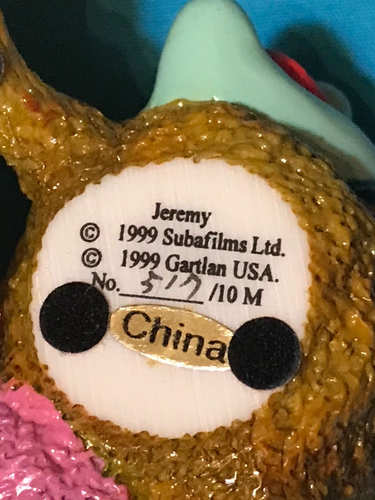 Jeremy
© 1999 Subafilms Ltd.
© 1999 Gartlan USA.
No. 517 /10 M
China